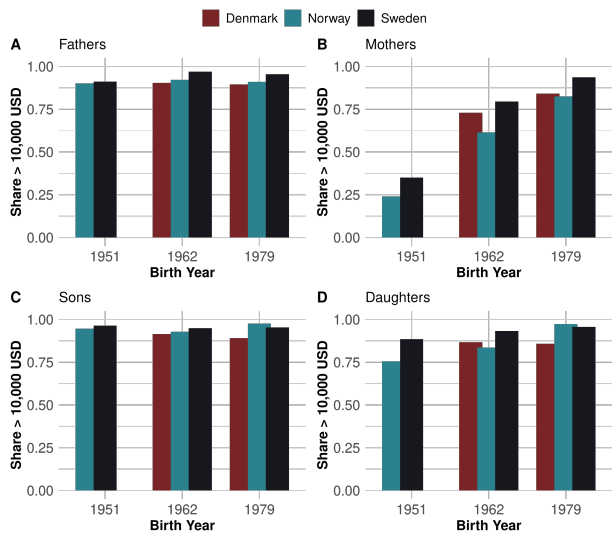 Denmark Norway Sweden
A Fathers
Share > 10,000 USD
1.00
0.75
0.50
0.25
0.00
1951 1962 1979
Birth Year
B Mothers
Share > 10,000 USD
1.00
0.75
0.50
0.25
0.00
1951 1962 1979
Birth Year
C Sons
Share > 10,000 USD
1.00
0.75
0.50
0.25
0.00
1951 1962 1979
Birth Year
D Daughters
Share > 10,000 USD
1.00
0.75
0.50
0.25
0.00
1951 1962 1979
Birth Year